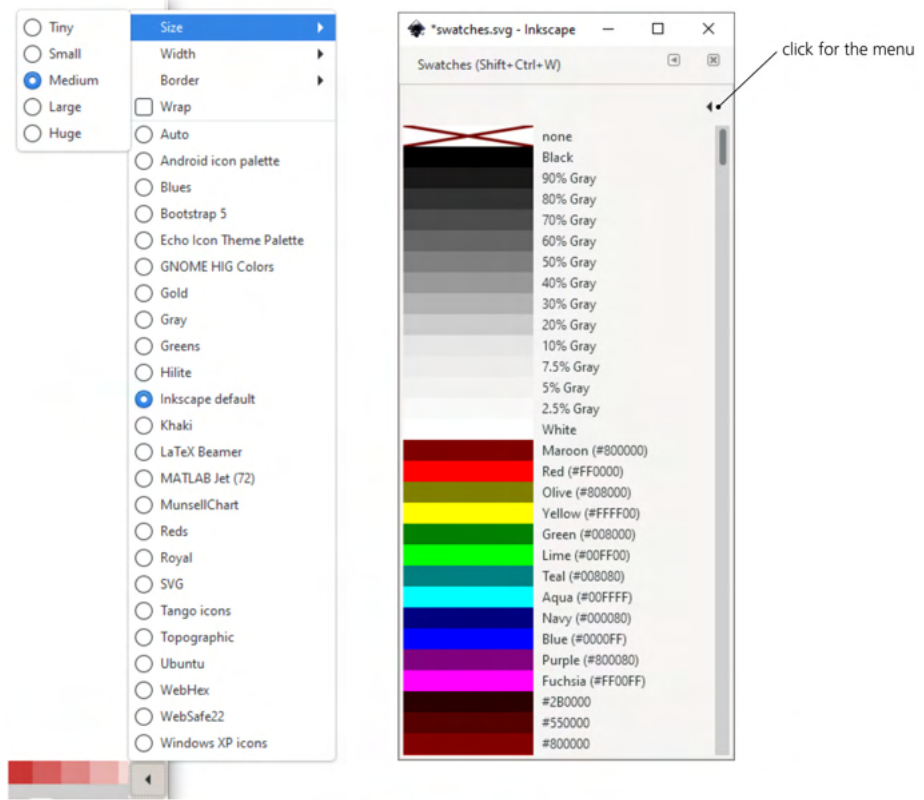 Tiny
Small
Medium
Large
Huge
Size
Width
Border
Wrap
Auto
Android icon palette
Blues
Bootstrap 5
Echo Icon Theme Palette
GNOME HIG Colors
Gold
Gray
Greens
Hilite
Inkscape default
Khaki
LaTeX Beamer
MATLAB Jet (72)
MunsellChart
Reds
Royal
SVG
Tango icons
Topographic
Ubuntu
WebHex
WebSafe22
Windows XP icons
*swatches.svg - Inkscape
Swatches (Shift+Ctrl+W)
click for the menu
none
Black
90% Gray
80% Gray
70% Gray
60% Gray
50% Gray
40% Gray
30% Gray
20% Gray
10% Gray
7.5% Gray
5% Gray
2.5% Gray
White
Maroon (#800000)
Red (#FF0000)
Olive (#808000)
Yellow (#FFFF00)
Green (#008000)
Lime (#00FF00)
Teal (#008080)
Aqua (#00FFFF)
Navy (#000080)
Blue (#0000FF)
Purple (#800080)
Fuchsia (#FF00FF)
#2B0000
#550000
#800000